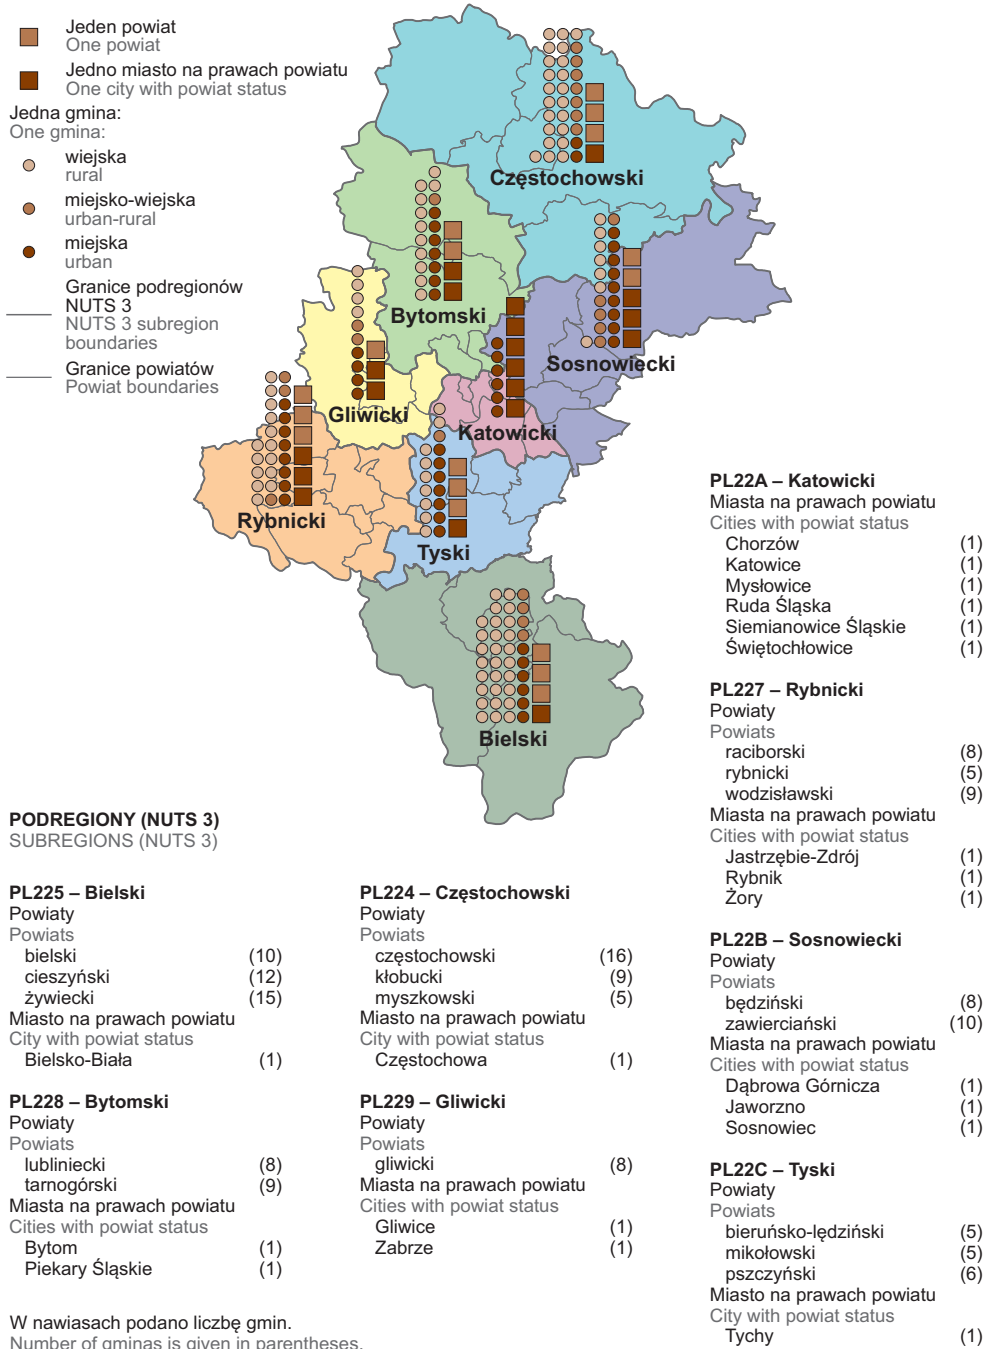 Jeden powiat
One powiat
Jedno miasto na prawach powiatu
One city with powiat status
Jedna gmina:
One gmina:
wiejska
rural
miejsko-wiejska
urban-rural
miejska
urban
Granice podregionów
NUTS 3
NUTS 3 subregion
boundaries
Granice powiatów
Powiat boundaries
Częstochowski
Bytomski
Sosnowiecki
Gliwicki
Katowicki
Rybnicki
Tyski
Bielski
PODREGIONY (NUTS 3)
SUBREGIONS (NUTS 3)
PL225 – Bielski
Powiaty
Powiats
bielski (10)
cieszyński (12)
żywiecki (15)
Miasto na prawach powiatu
City with powiat status
Bielsko-Biała (1)
PL228 – Bytomski
Powiaty
Powiats
lubliniecki (8)
tarnogórski (9)
Miasta na prawach powiatu
Cities with powiat status
Bytom (1)
Piekary Śląskie (1)
PL224 – Częstochowski
Powiaty
Powiats
częstochowski (16)
kłobucki (9)
myszkowski (5)
Miasto na prawach powiatu
City with powiat status
Częstochowa (1)
PL229 – Gliwicki
Powiaty
Powiats
gliwicki (8)
Miasta na prawach powiatu
Cities with powiat status
Gliwice (1)
Zabrze (1)
PL22A – Katowicki
Miasta na prawach powiatu
Cities with powiat status
Chorzów (1)
Katowice (1)
Mysłowice (1)
Ruda Śląska (1)
Siemianowice Śląskie (1)
Świętochłowice (1)
PL227 – Rybnicki
Powiaty
Powiats
raciborski (8)
rybnicki (5)
wodzisławski (9)
Miasta na prawach powiatu
Cities with powiat status
Jastrzębie-Zdrój (1)
Rybnik (1)
Żory (1)
PL22B – Sosnowiecki
Powiaty
Powiats
będziński (8)
zawierciański (10)
Miasta na prawach powiatu
Cities with powiat status
Dąbrowa Górnicza (1)
Jaworzno (1)
Sosnowiec (1)
PL22C – Tyski
Powiaty
Powiats
bieruńsko-lędziński (5)
mikołowski (5)
pszczyński (6)
Miasto na prawach powiatu
City with powiat status
Tychy (1)
W nawiasach podano liczbę gmin.
Number of gminas is given in parentheses.